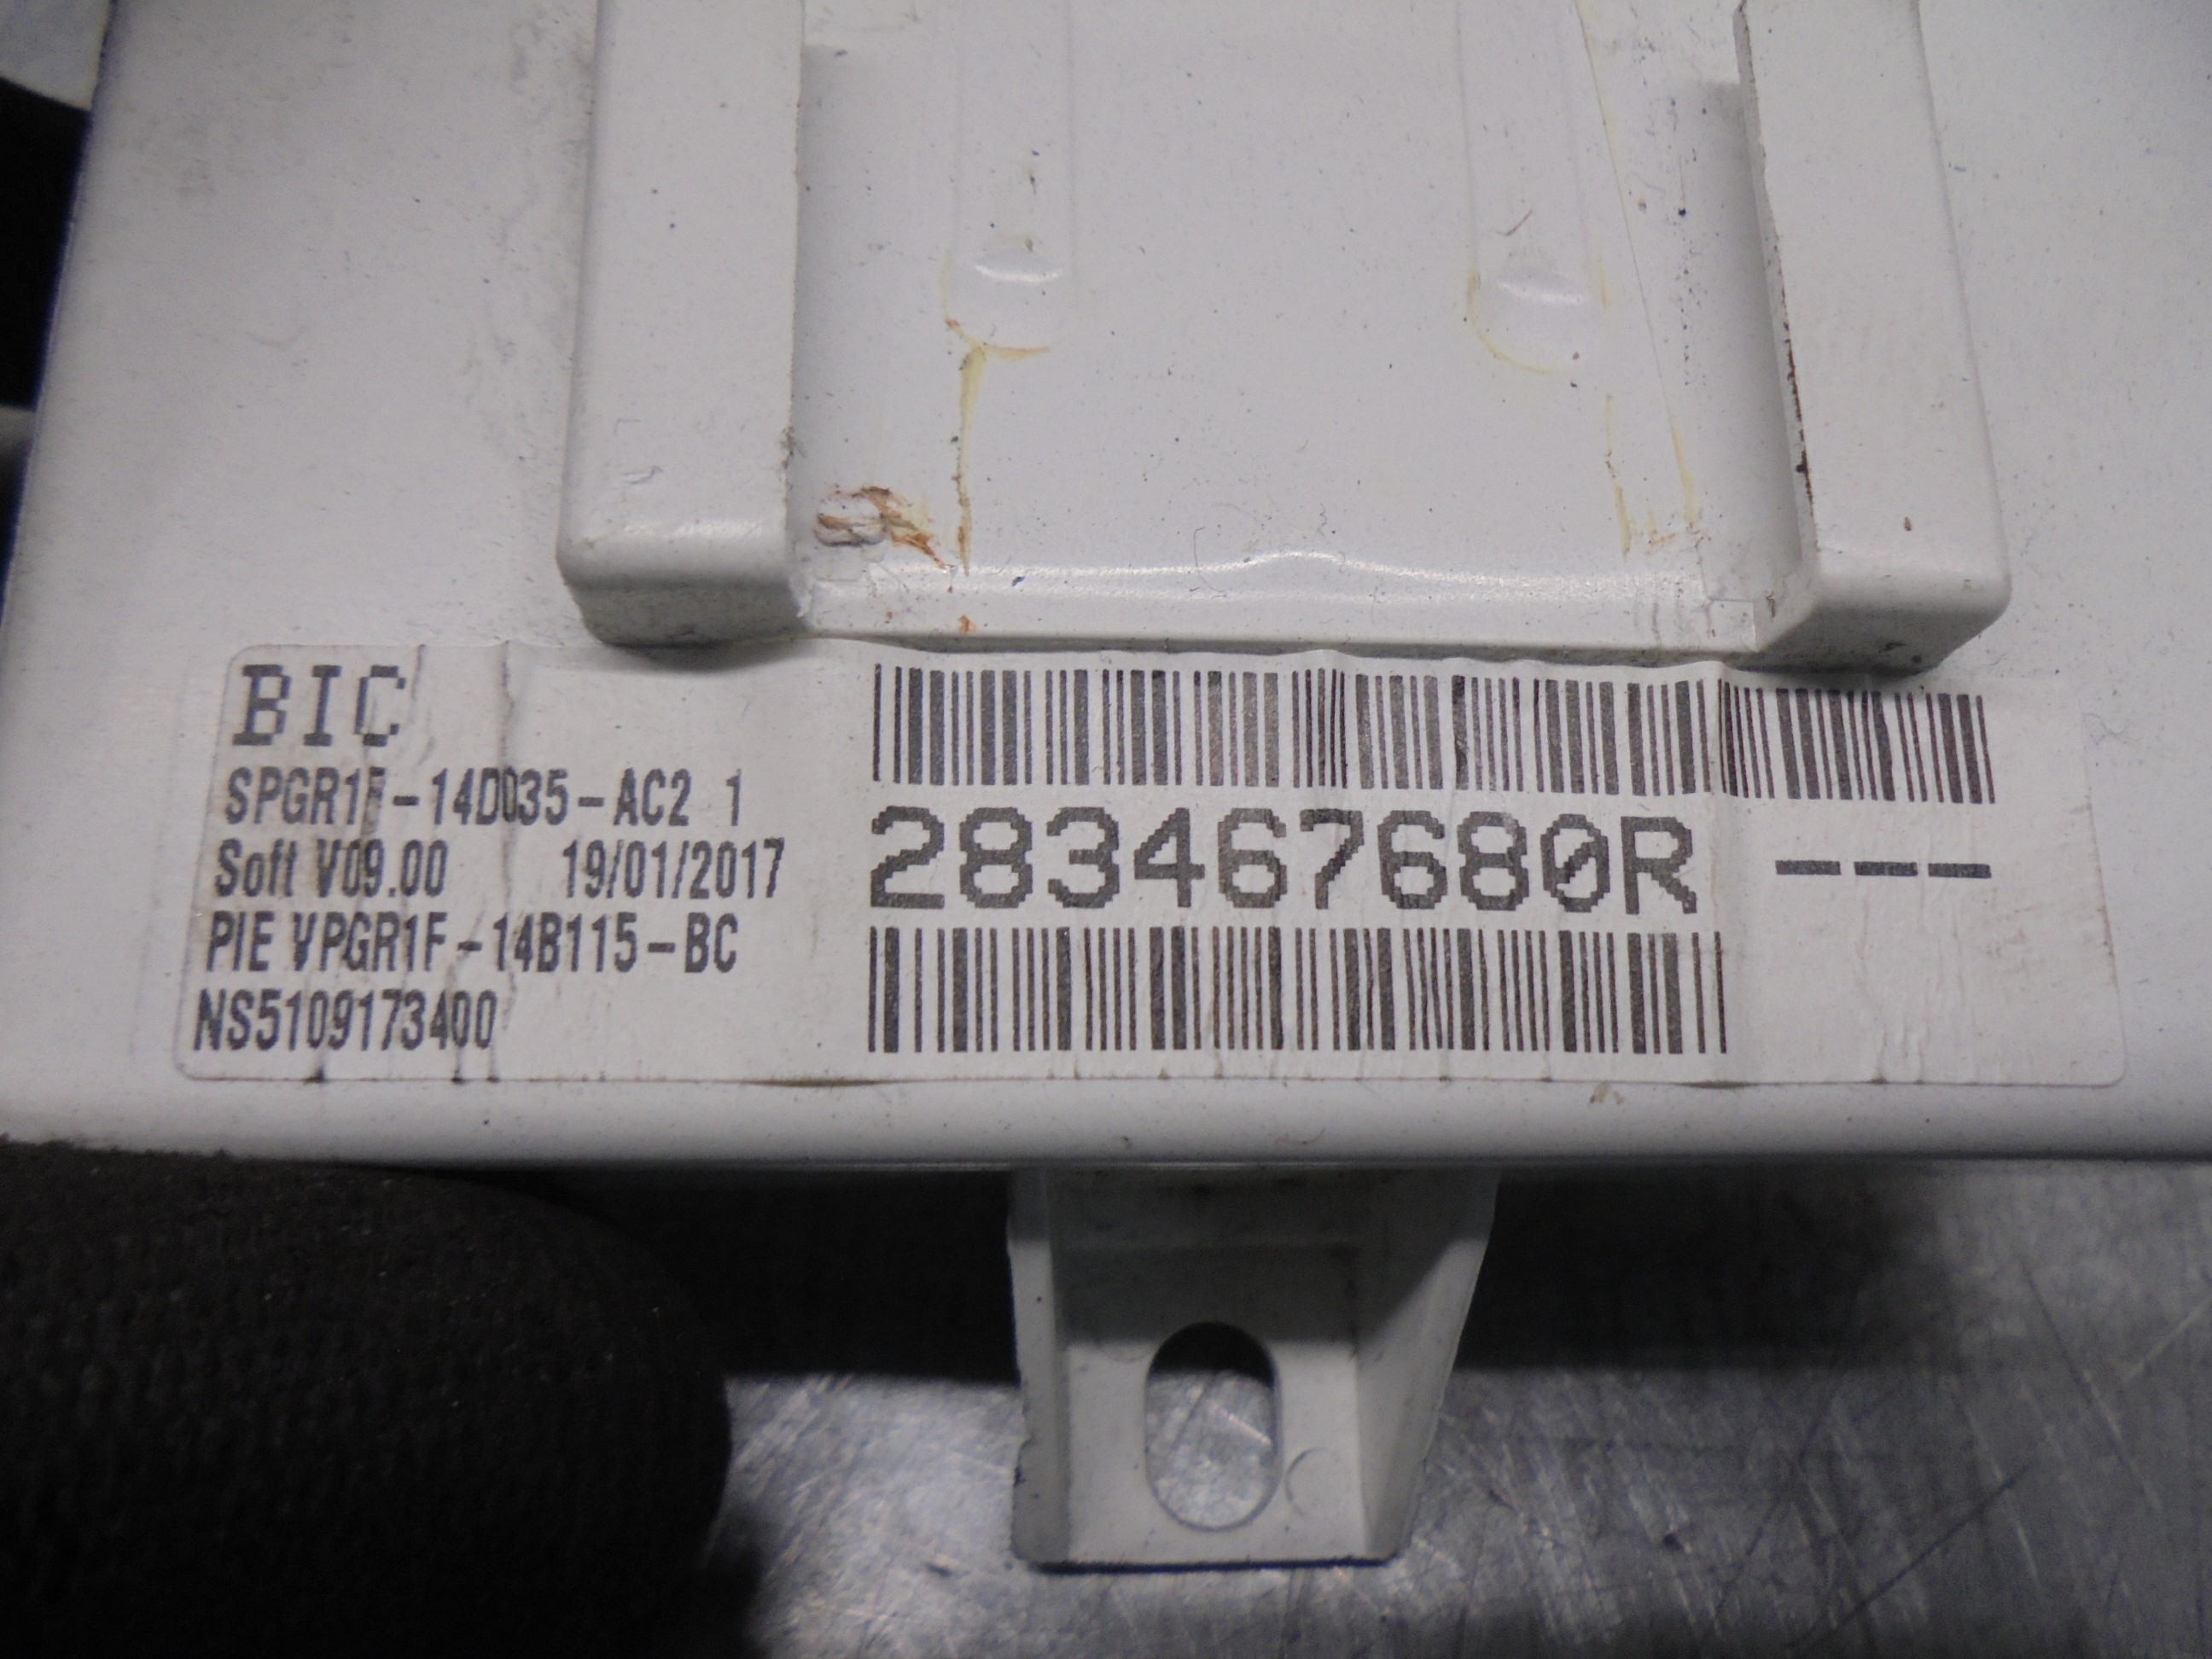 BIC
SPGR1F-14D035-AC2 1
Soft V09.00 19/01/2017
PIE VPGR1F-14B115-BC
NS5109173400
283467680R ---